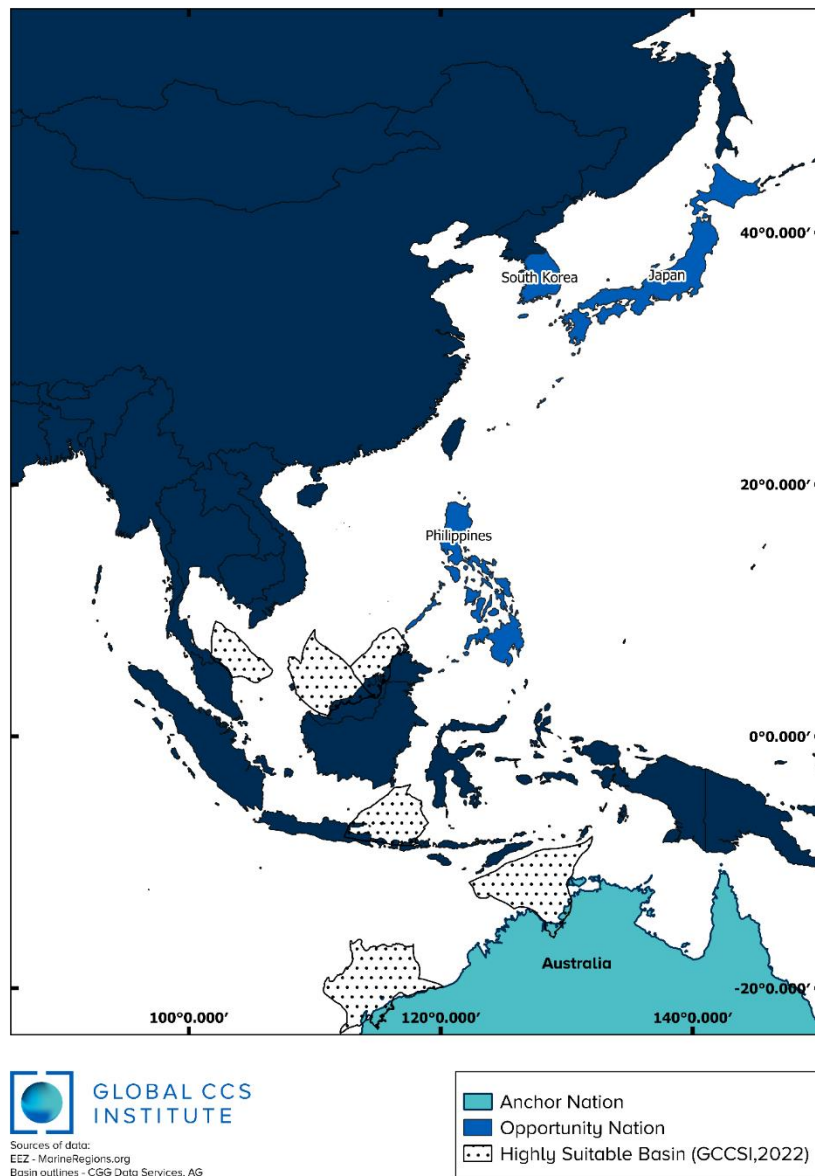 40°0.000′
South Korea
Japan
20°0.000′
Philippines
0°0.000′
Australia
-20°0.000′
100°0.000′ 120°0.000′ 140°0.000′
GLOBAL CCS
INSTITUTE
Sources of data:
EEZ - MarineRegions.org
Basin outlines - CGG Data Services, AG
Anchor Nation
Opportunity Nation
Highly Suitable Basin (GCCSI,2022)